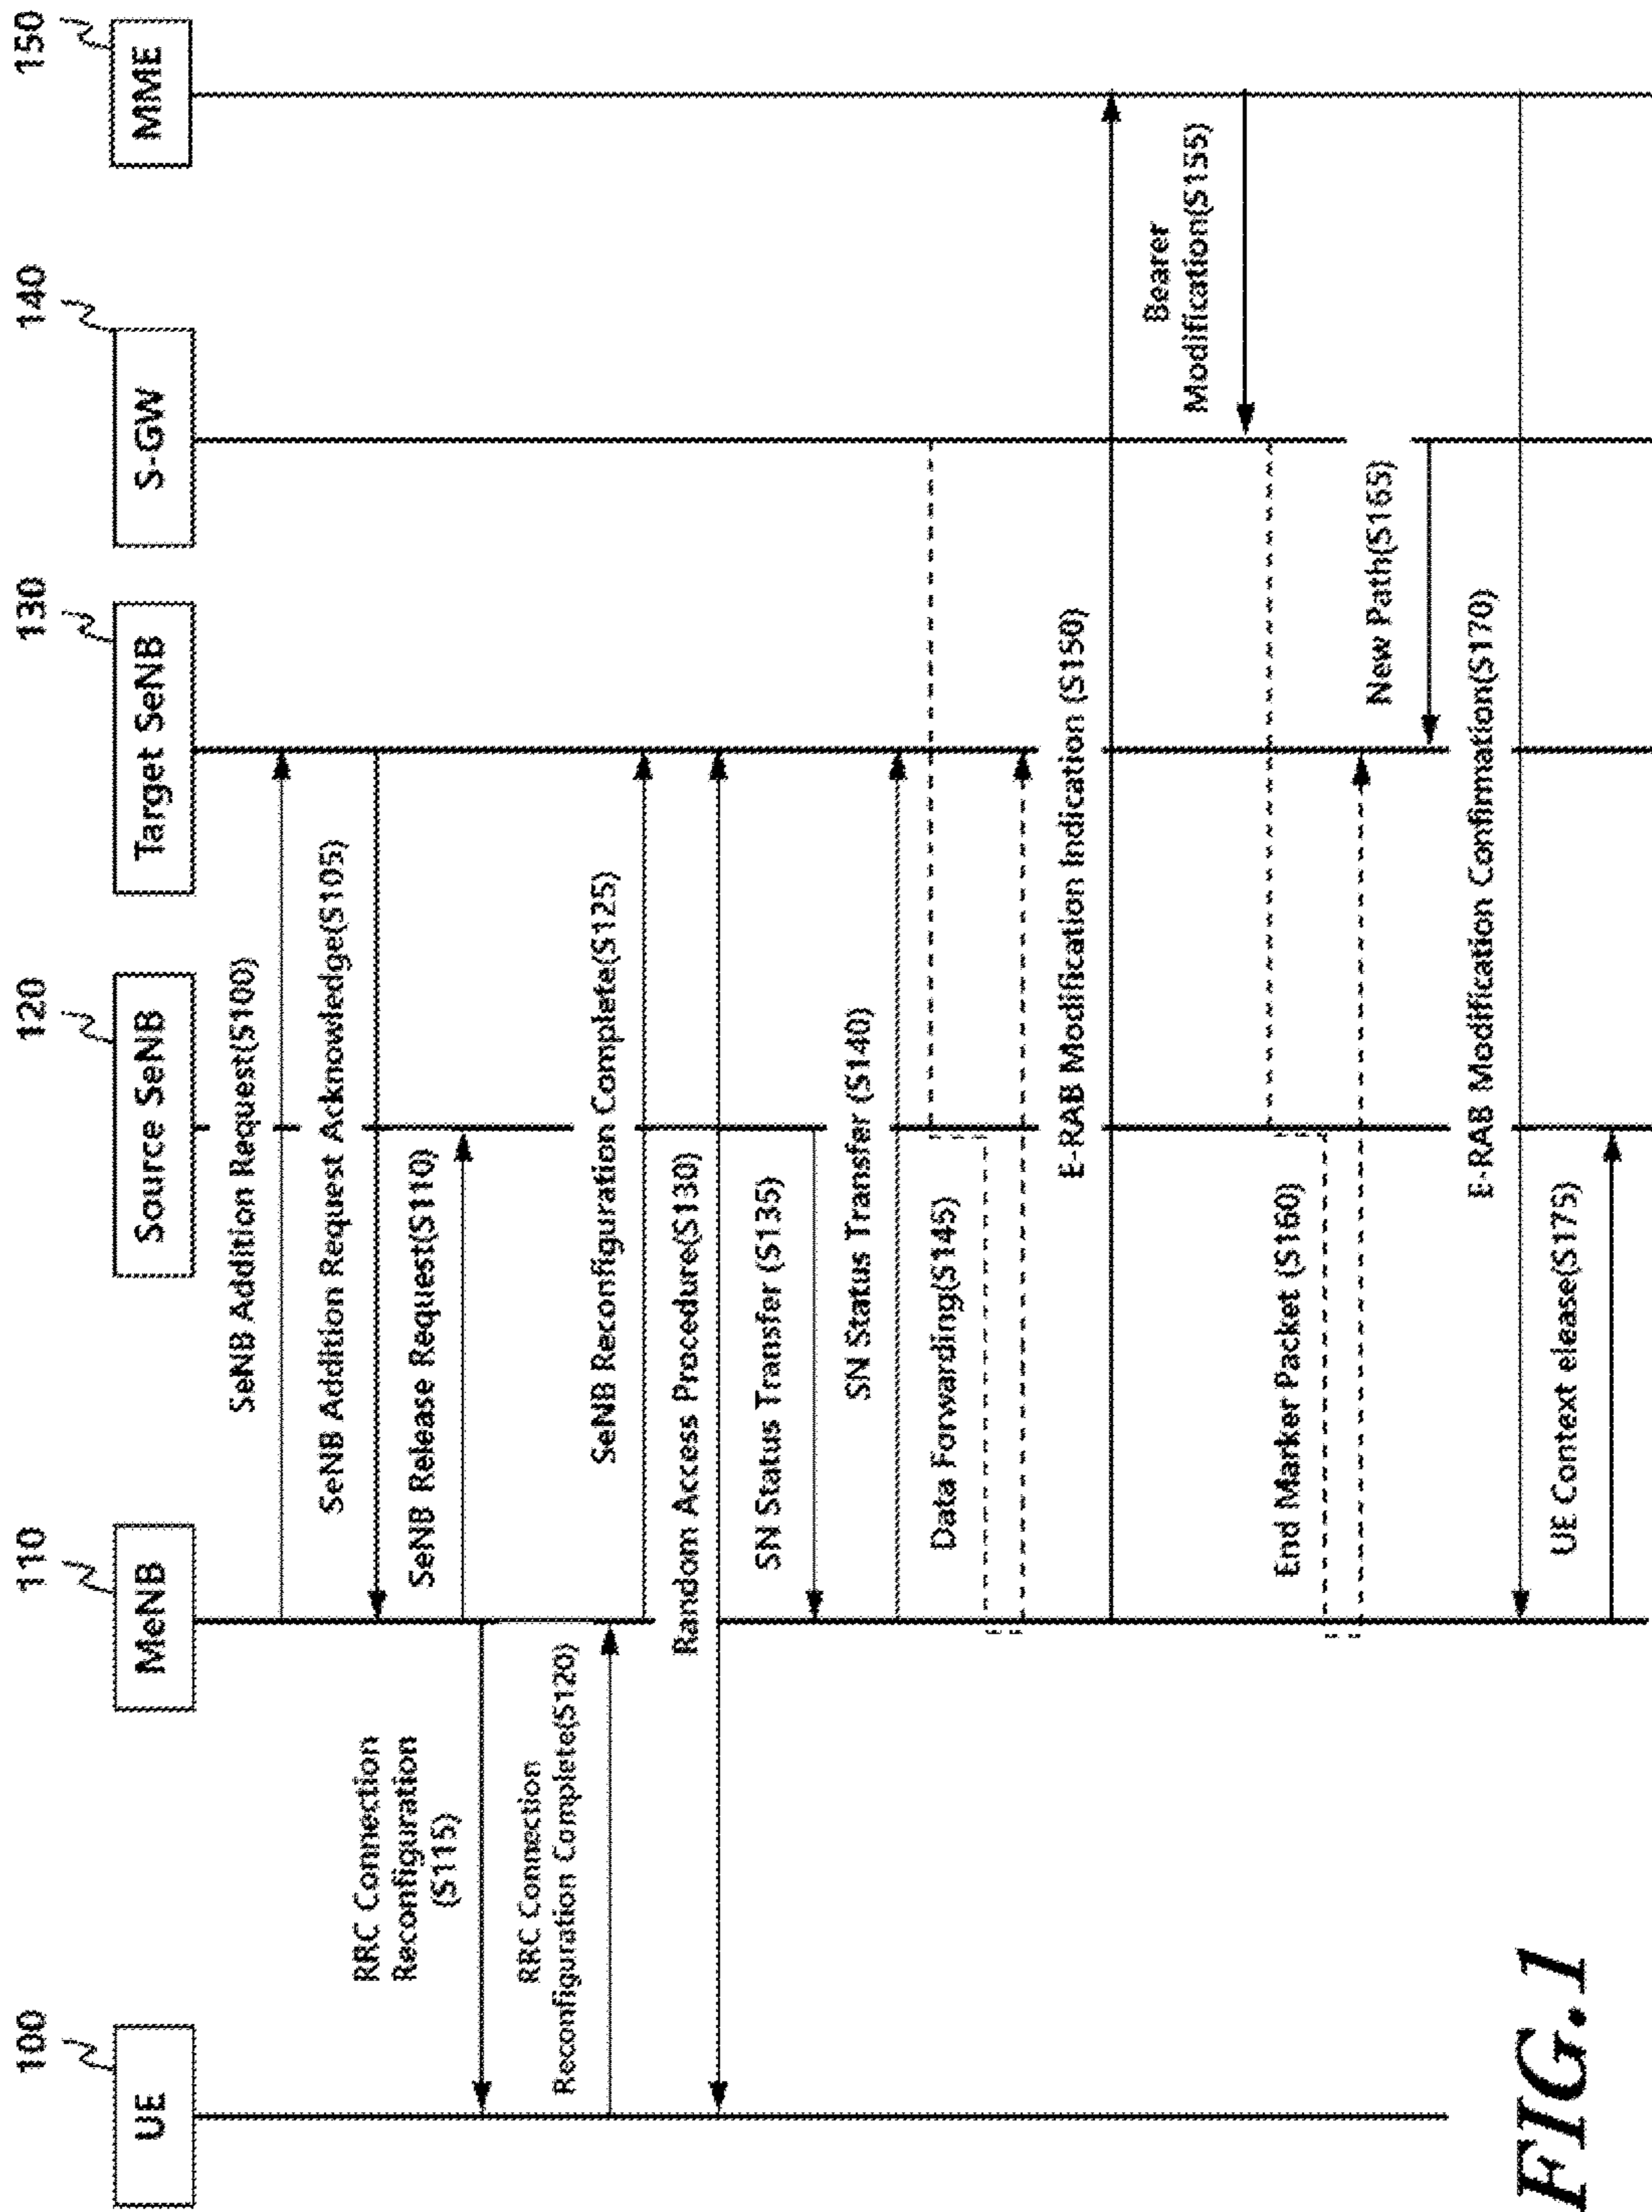 100
110
120
130
140
150
UE
MeNB
Source SeNB
Target SeNB
S-GW
MME
SeNB Addition Request(S100)
SeNB Addition Request Acknowledge(S105)
SeNB Release Request(S110)
RRC Connection
Reconfiguration
(S115)
RRC Connection
Reconfiguration Complete(S120)
SeNB Reconfiguration Complete(S125)
Random Access Procedure(S130)
SN Status Transfer (S135)
SN Status Transfer (S140)
Data Forwarding(S145)
E-RAB Modification Indication (S150)
Bearer
Modification(S155)
End Marker Packet (S160)
New Path(S165)
E-RAB Modification Confirmation(S170)
UE Context elease(S175)
FIG.1